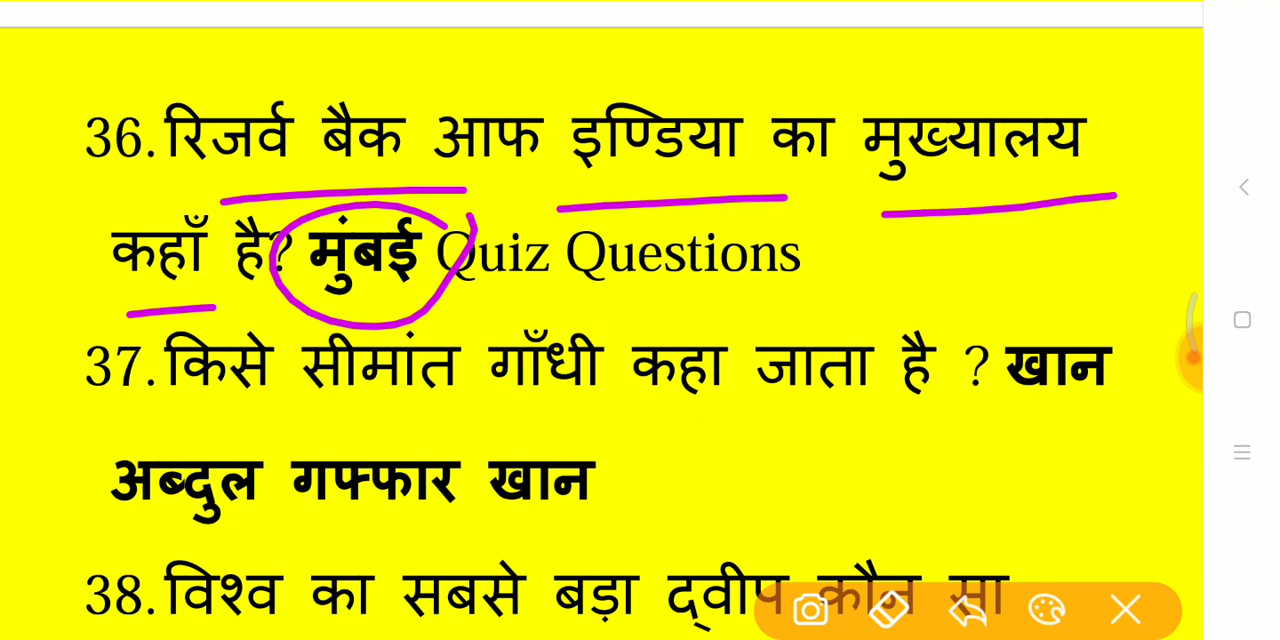 36. रिजर्व बैक आफ इण्डिया का मुख्यालय
कहाँ है? मुंबई Quiz Questions
37. किसे सीमांत गाँधी कहा जाता है ? खान
अब्दुल गफ्फार खान
38. विश्व का सबसे बड़ा द्वीप कौन सा